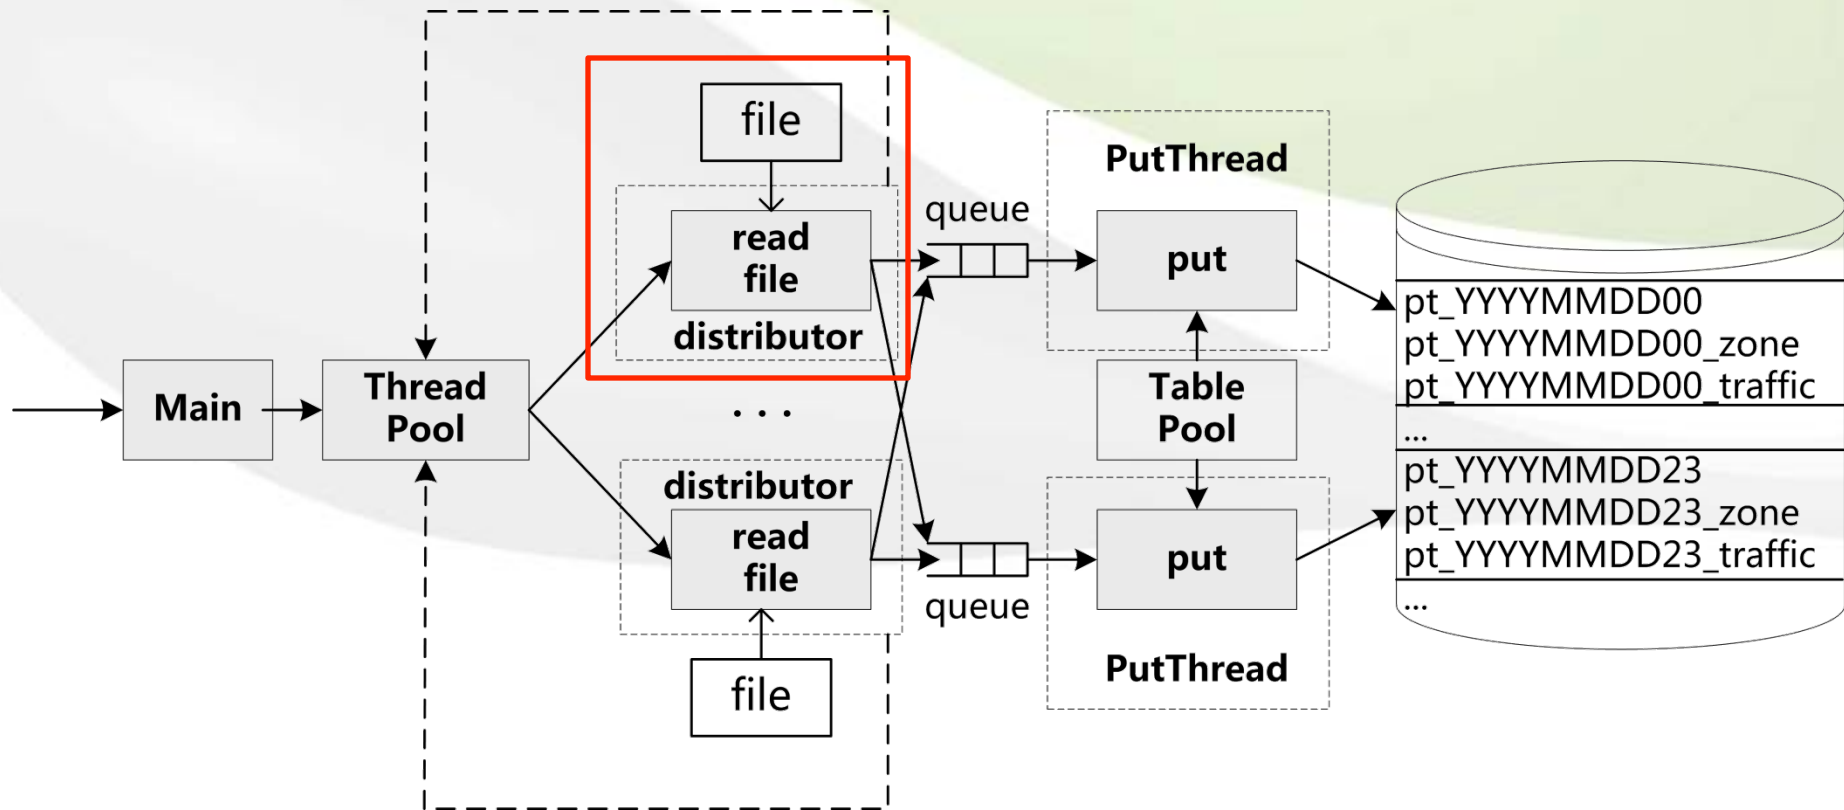 file
read
file
distributor
Main
Thread
Pool
. . .
distributor
read
file
file
queue
queue
PutThread
put
Table
Pool
put
PutThread
pt_YYYYMMDD00
pt_YYYYMMDD00_zone
pt_YYYYMMDD00_traffic
...
pt_YYYYMMDD23
pt_YYYYMMDD23_zone
pt_YYYYMMDD23_traffic
...